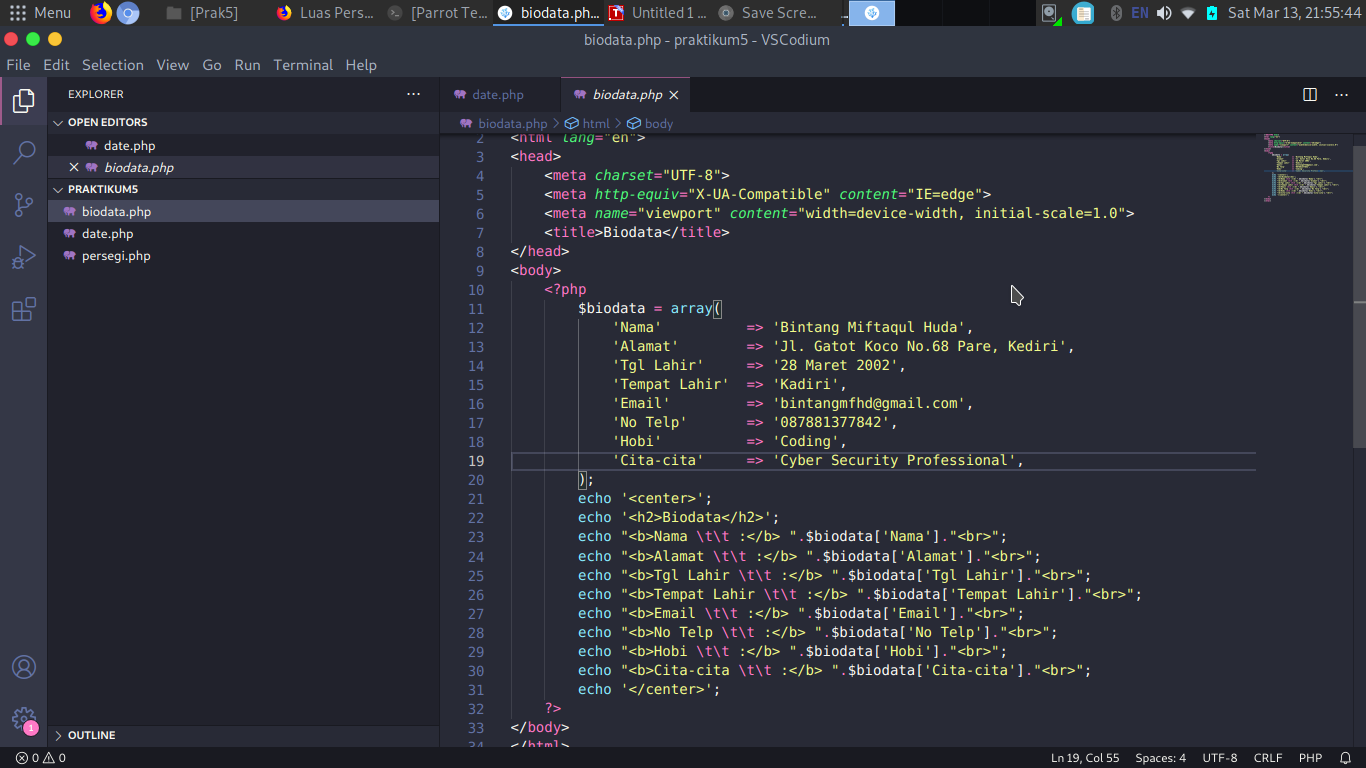 Menu [Prak5] Luas Pers... [Parrot Te... biodata.ph... Untitled 1 ... Save Scre... ... EN Sat Mar 13, 21:55:44
biodata.php - praktikum5 - VSCodium
File Edit Selection View Go Run Terminal Help
EXPLORER ...
OPEN EDITORS
date.php
biodata.php
PRAKTIKUM5
biodata.php
date.php
persegi.php
OUTLINE
1
date.php biodata.php ...
biodata.php > html > body
2 <html lang="en">
3 <head>
4     <meta charset="UTF-8">
5     <meta http-equiv="X-UA-Compatible" content="IE=edge">
6     <meta name="viewport" content="width=device-width, initial-scale=1.0">
7     <title>Biodata</title>
8 </head>
9 <body>
10     <?php
11         $biodata = array(
12             'Nama'          => 'Bintang Miftaqul Huda',
13             'Alamat'        => 'Jl. Gatot Koco No.68 Pare, Kediri',
14             'Tgl Lahir'     => '28 Maret 2002',
15             'Tempat Lahir'  => 'Kadiri',
16             'Email'         => 'bintangmfhd@gmail.com',
17             'No Telp'       => '087881377842',
18             'Hobi'          => 'Coding',
19             'Cita-cita'     => 'Cyber Security Professional',
20         );
21         echo '<center>';
22         echo '<h2>Biodata</h2>';
23         echo "<b>Nama \t\t :</b> ".$biodata['Nama']."<br>";
24         echo "<b>Alamat \t\t :</b> ".$biodata['Alamat']."<br>";
25         echo "<b>Tgl Lahir \t\t :</b> ".$biodata['Tgl Lahir']."<br>";
26         echo "<b>Tempat Lahir \t\t :</b> ".$biodata['Tempat Lahir']."<br>";
27         echo "<b>Email \t\t :</b> ".$biodata['Email']."<br>";
28         echo "<b>No Telp \t\t :</b> ".$biodata['No Telp']."<br>";
29         echo "<b>Hobi \t\t :</b> ".$biodata['Hobi']."<br>";
30         echo "<b>Cita-cita \t\t :</b> ".$biodata['Cita-cita']."<br>";
31         echo '</center>';
32     ?>
33 </body>
34 </html>
0 0 Ln 19, Col 55 Spaces: 4 UTF-8 CRLF PHP